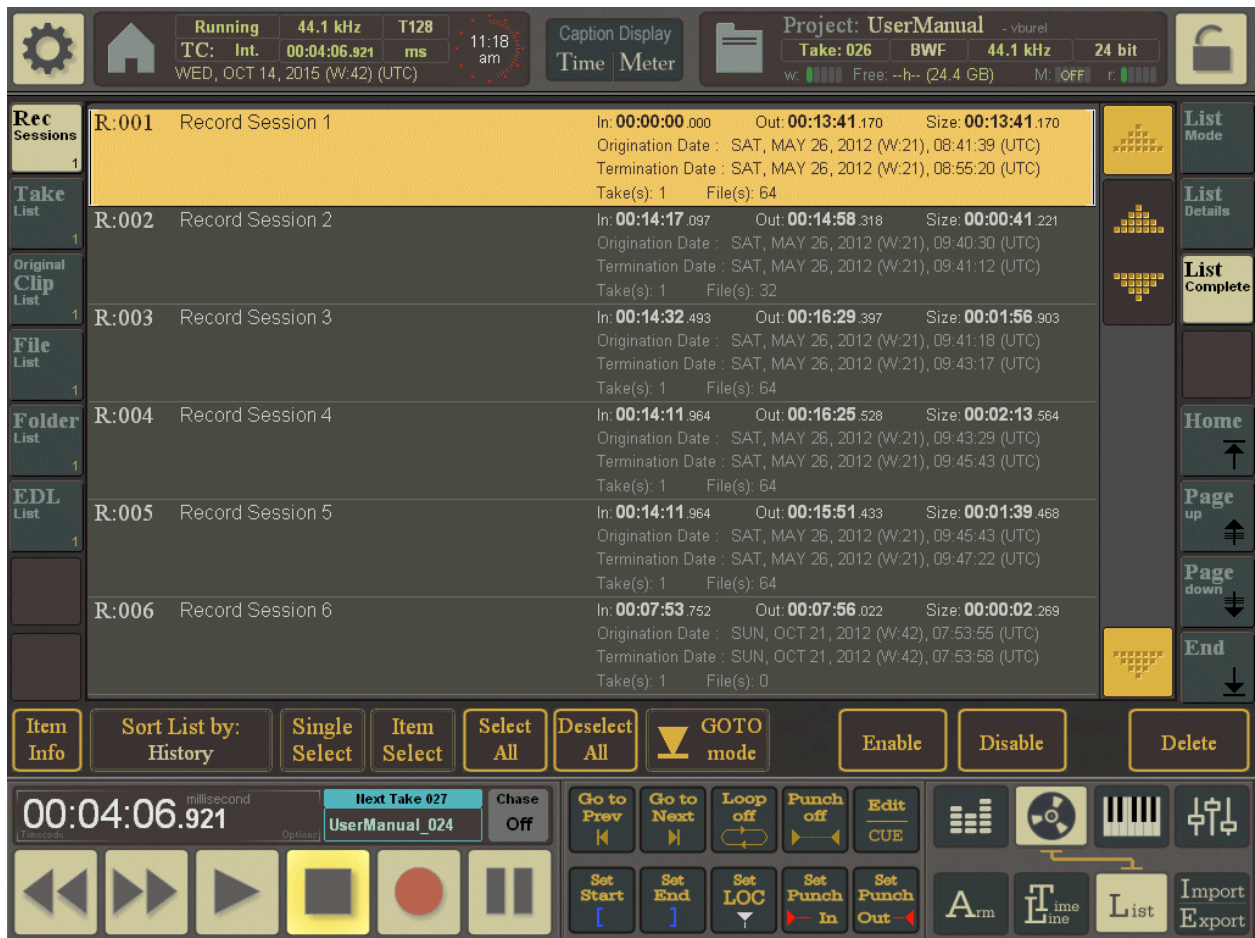 Running 44.1 kHz T128
TC: Int. 00:04:06.921 ms
WED, OCT 14, 2015 (W:42) (UTC)
11:18
am
Caption Display
Time Meter
Project: UserManual - vburel
Take: 026 BWF 44.1 kHz 24 bit
w: Free: --h-- (24.4 GB) M: OFF r:
Rec
Sessions
1
Take
List
1
Original
Clip
List
1
File
List
1
Folder
List
1
EDL
List
1
R:001 Record Session 1 In: 00:00:00.000 Out: 00:13:41.170 Size: 00:13:41.170
Origination Date : SAT, MAY 26, 2012 (W:21), 08:41:39 (UTC)
Termination Date : SAT, MAY 26, 2012 (W:21), 08:55:20 (UTC)
Take(s): 1 File(s): 64
R:002 Record Session 2 In: 00:14:17.097 Out: 00:14:58.318 Size: 00:00:41.221
Origination Date : SAT, MAY 26, 2012 (W:21), 09:40:30 (UTC)
Termination Date : SAT, MAY 26, 2012 (W:21), 09:41:12 (UTC)
Take(s): 1 File(s): 32
R:003 Record Session 3 In: 00:14:32.493 Out: 00:16:29.397 Size: 00:01:56.903
Origination Date : SAT, MAY 26, 2012 (W:21), 09:41:18 (UTC)
Termination Date : SAT, MAY 26, 2012 (W:21), 09:43:17 (UTC)
Take(s): 1 File(s): 64
R:004 Record Session 4 In: 00:14:11.964 Out: 00:16:25.528 Size: 00:02:13.564
Origination Date : SAT, MAY 26, 2012 (W:21), 09:43:29 (UTC)
Termination Date : SAT, MAY 26, 2012 (W:21), 09:45:43 (UTC)
Take(s): 1 File(s): 64
R:005 Record Session 5 In: 00:14:11.964 Out: 00:15:51.433 Size: 00:01:39.468
Origination Date : SAT, MAY 26, 2012 (W:21), 09:45:43 (UTC)
Termination Date : SAT, MAY 26, 2012 (W:21), 09:47:22 (UTC)
Take(s): 1 File(s): 64
R:006 Record Session 6 In: 00:07:53.752 Out: 00:07:56.022 Size: 00:00:02.269
Origination Date : SUN, OCT 21, 2012 (W:42), 07:53:55 (UTC)
Termination Date : SUN, OCT 21, 2012 (W:42), 07:53:58 (UTC)
Take(s): 1 File(s): 0
List
Mode
List
Details
List
Complete
Home
Page
up
Page
down
End
Item
Info
Sort List by:
History
Single
Select
Item
Select
Select
All
Deselect
All
GOTO
mode
Enable
Disable
Delete
00:04:06.921
millisecond
Timecode
Options
Next Take 027
UserManual_024
Chase
Off
Go to
Prev
Go to
Next
Loop
off
Punch
off
Edit
CUE
Set
Start
Set
End
Set
LOC
Set
Punch
In
Set
Punch
Out
Arm
Time
Line
List
Import
Export